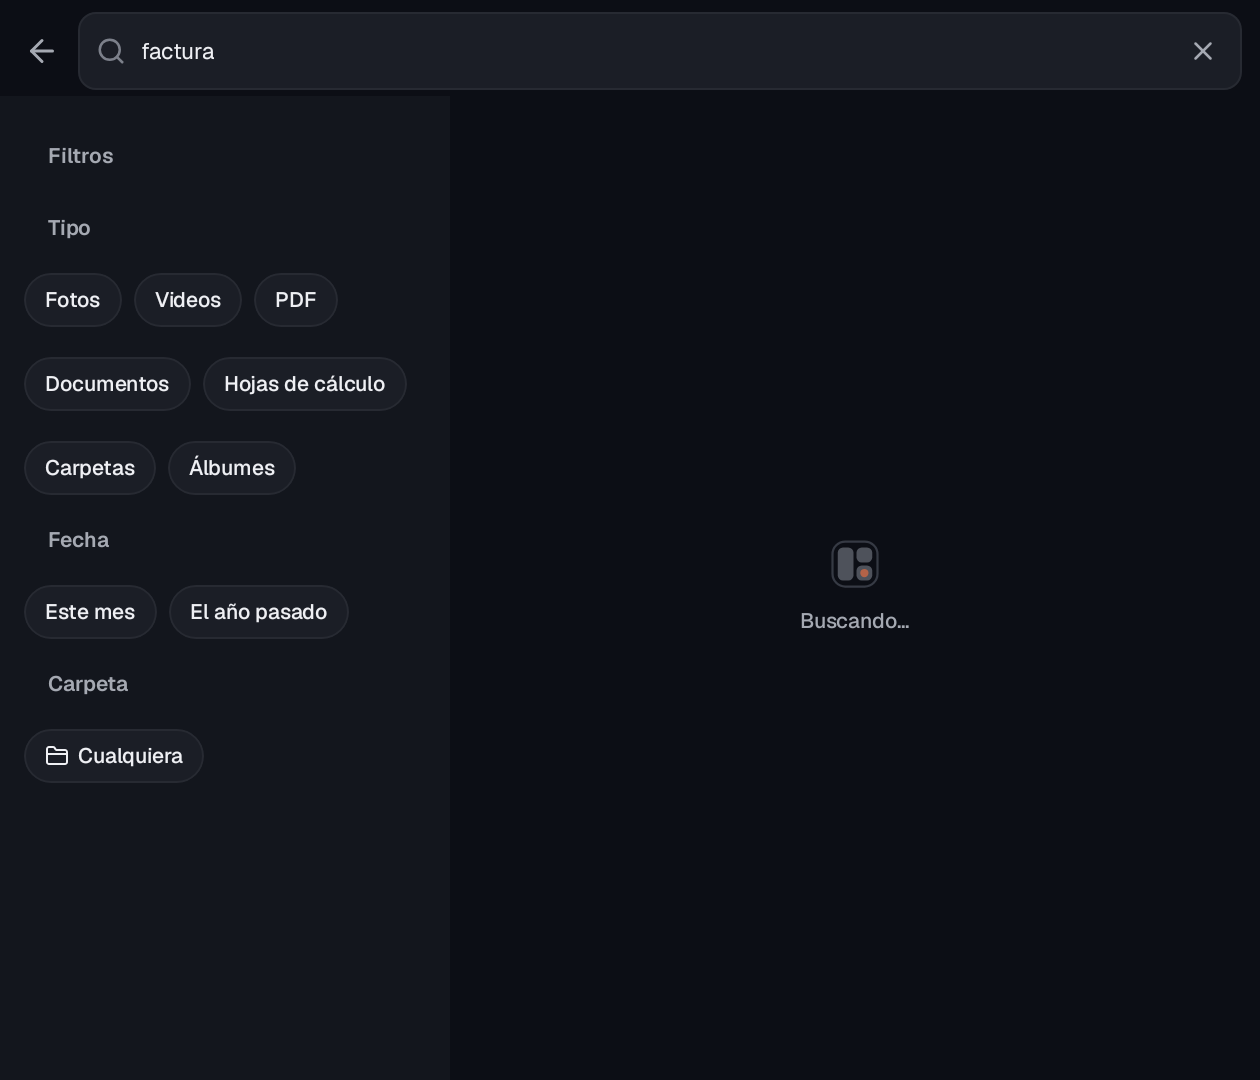 factura
Filtros
Tipo
Fotos Videos PDF
Documentos Hojas de cálculo
Carpetas Álbumes
Fecha
Este mes El año pasado
Carpeta
Cualquiera
Buscando...